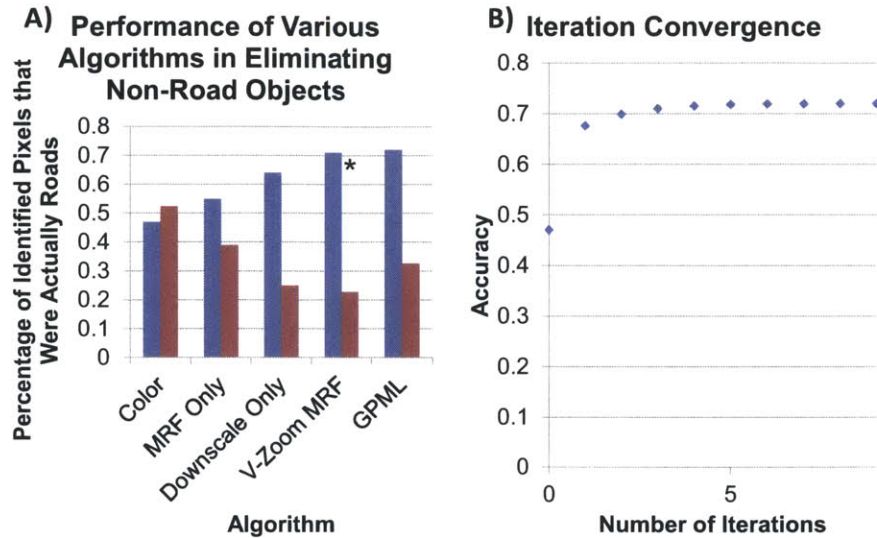 A) Performance of Various
Algorithms in Eliminating
Non-Road Objects
Percentage of Identified Pixels that
Were Actually Roads
0.8
0.7
0.6
0.5
0.4
0.3
0.2
0.1
0
*
Color
MRF Only
Downscale Only
V-Zoom MRF
GPML
Algorithm
B) Iteration Convergence
Accuracy
0.8
0.7
0.6
0.5
0.4
0.3
0.2
0.1
0
0
5
Number of Iterations